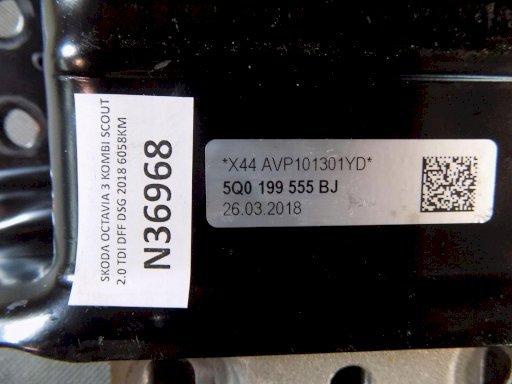 SKODA OCTAVIA 3 KOMBI SCOUT
2.0 TDI DFF DSG 2018 6058KM
N36968
*X44 AVP101301YD*
5Q0 199 555 BJ
26.03.2018